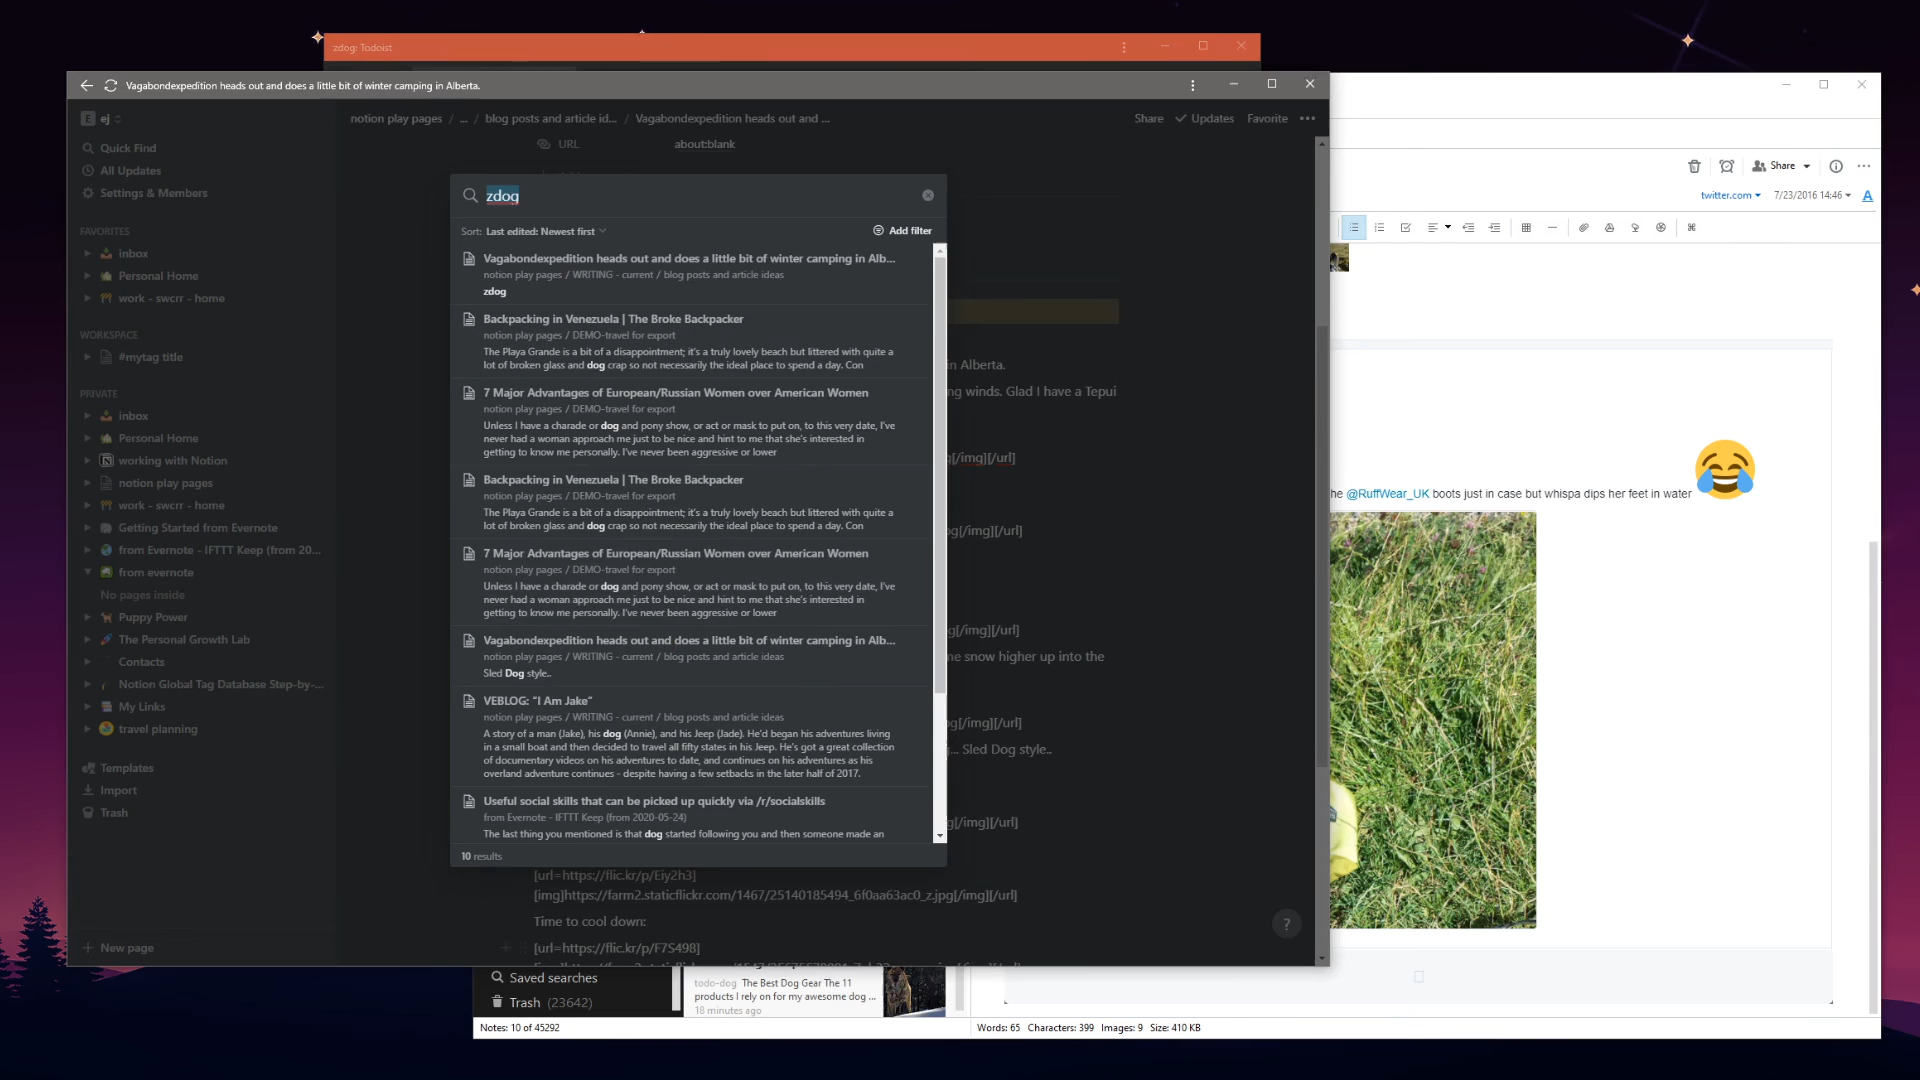 zdog: Todoist
Vagabondexpedition heads out and does a little bit of winter camping in Alberta.
E ej
notion play pages / ... / blog posts and article id... / Vagabondexpedition heads out and ...
Share Updates Favorite
Quick Find
All Updates
Settings & Members
FAVORITES
inbox
Personal Home
work - swcrr - home
WORKSPACE
#mytag title
PRIVATE
inbox
Personal Home
working with Notion
notion play pages
work - swcrr - home
Getting Started from Evernote
from Evernote - IFTTT Keep (from 20...
from evernote
No pages inside
Puppy Power
The Personal Growth Lab
Contacts
Notion Global Tag Database Step-by-...
My Links
travel planning
Templates
Import
Trash
New page
URL about:blank
zdog
Sort: Last edited: Newest first
Add filter
Vagabondexpedition heads out and does a little bit of winter camping in Alb...
notion play pages / WRITING - current / blog posts and article ideas
zdog
Backpacking in Venezuela | The Broke Backpacker
notion play pages / DEMO-travel for export
The Playa Grande is a bit of a disappointment; it's a truly lovely beach but littered with quite a
lot of broken glass and dog crap so not necessarily the ideal place to spend a day. Con
7 Major Advantages of European/Russian Women over American Women
notion play pages / DEMO-travel for export
Unless I have a charade or dog and pony show, or act or mask to put on, to this very date, I've
never had a woman approach me just to be nice and hint to me that she's interested in
getting to know me personally. I've never been aggressive or lower
Backpacking in Venezuela | The Broke Backpacker
notion play pages / DEMO-travel for export
The Playa Grande is a bit of a disappointment; it's a truly lovely beach but littered with quite a
lot of broken glass and dog crap so not necessarily the ideal place to spend a day. Con
7 Major Advantages of European/Russian Women over American Women
notion play pages / DEMO-travel for export
Unless I have a charade or dog and pony show, or act or mask to put on, to this very date, I've
never had a woman approach me just to be nice and hint to me that she's interested in
getting to know me personally. I've never been aggressive or lower
Vagabondexpedition heads out and does a little bit of winter camping in Alb...
notion play pages / WRITING - current / blog posts and article ideas
Sled Dog style..
VEBLOG: "I Am Jake"
notion play pages / WRITING - current / blog posts and article ideas
A story of a man (Jake), his dog (Annie), and his Jeep (Jade). He'd began his adventures living
in a small boat and then decided to travel all fifty states in his Jeep. He's got a great collection
of documentary videos on his adventures to date, and continues on his adventures as his
overland adventure continues - despite having a few setbacks in the later half of 2017.
Useful social skills that can be picked up quickly via /r/socialskills
from Evernote - IFTTT Keep (from 2020-05-24)
The last thing you mentioned is that dog started following you and then someone made an
10 results
in Alberta.
ng winds. Glad I have a Tepui
g[/img][/url]
g[/img][/url]
g[/img][/url]
ne snow higher up into the
g[/img][/url]
... Sled Dog style..
g[/img][/url]
[url=https://flic.kr/p/Eiy2h3]
[img]https://farm2.staticflickr.com/1467/25140185494_6f0aa63ac0_z.jpg[/img][/url]
Time to cool down:
[url=https://flic.kr/p/F7S498]
?
Share
twitter.com 7/23/2016 14:46 A
he @RuffWear_UK boots just in case but whispa dips her feet in water
Saved searches
Trash (23642)
todo-dog The Best Dog Gear The 11
products I rely on for my awesome dog ...
18 minutes ago
Notes: 10 of 45292
Words: 65 Characters: 399 Images: 9 Size: 410 KB